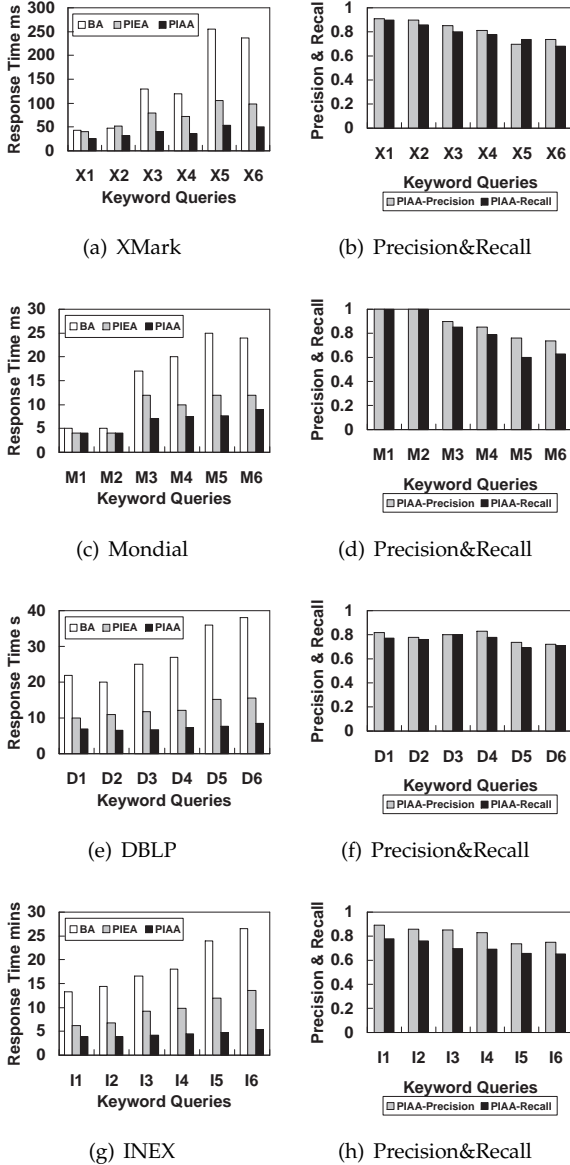 300
250
200
150
100
50
0
Response Time ms
BA PIEA PIAA
X1 X2 X3 X4 X5 X6
Keyword Queries
(a) XMark
1
0.8
0.6
0.4
0.2
0
Precision & Recall
X1 X2 X3 X4 X5 X6
Keyword Queries
PIAA-Precision PIAA-Recall
(b) Precision&Recall
30
25
20
15
10
5
0
Response Time ms
BA PIEA PIAA
M1 M2 M3 M4 M5 M6
Keyword Queries
(c) Mondial
1
0.8
0.6
0.4
0.2
0
Precision & Recall
M1 M2 M3 M4 M5 M6
Keyword Queries
PIAA-Precision PIAA-Recall
(d) Precision&Recall
40
30
20
10
0
Response Time s
BA PIEA PIAA
D1 D2 D3 D4 D5 D6
Keyword Queries
(e) DBLP
1
0.8
0.6
0.4
0.2
0
Precision & Recall
D1 D2 D3 D4 D5 D6
Keyword Queries
PIAA-Precision PIAA-Recall
(f) Precision&Recall
30
25
20
15
10
5
0
Response Time mins
BA PIEA PIAA
I1 I2 I3 I4 I5 I6
Keyword Queries
(g) INEX
1
0.8
0.6
0.4
0.2
0
Precision & Recall
I1 I2 I3 I4 I5 I6
Keyword Queries
PIAA-Precision PIAA-Recall
(h) Precision&Recall